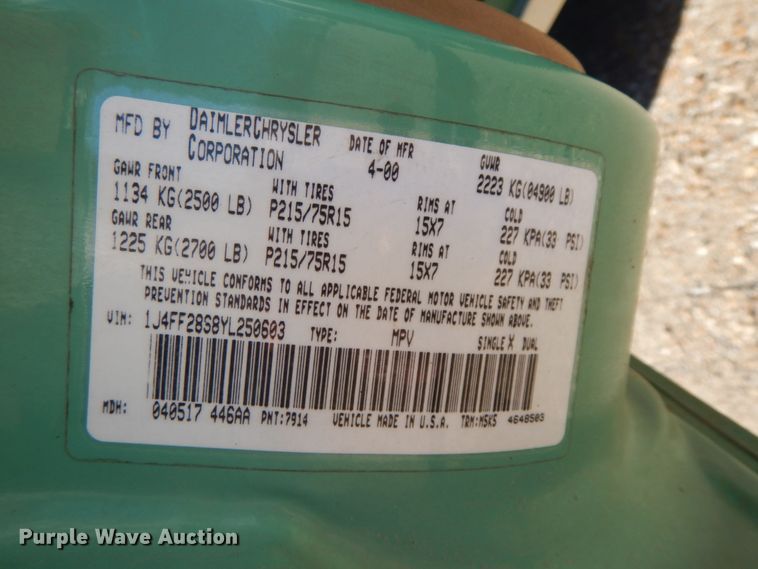 MFD BY DAIMLERCHRYSLER CORPORATION DATE OF MFR 4-00 GVWR 2223 KG(04900 LB)
GAWR FRONT WITH TIRES RIMS AT COLD
1134 KG(2500 LB) P215/75R15 15X7 227 KPA(33 PSI)
GAWR REAR WITH TIRES RIMS AT COLD
1225 KG(2700 LB) P215/75R15 15X7 227 KPA(33 PSI)
THIS VEHICLE CONFORMS TO ALL APPLICABLE FEDERAL MOTOR VEHICLE SAFETY AND THEFT
PREVENTION STANDARDS IN EFFECT ON THE DATE OF MANUFACTURE SHOWN ABOVE.
VIN: 1J4FF28S8YL250603 TYPE: MPV SINGLE X DUAL
MDH: 040517 446AA PNT:7914 VEHICLE MADE IN U.S.A. TRM:M5K5 4648503
Purple Wave Auction